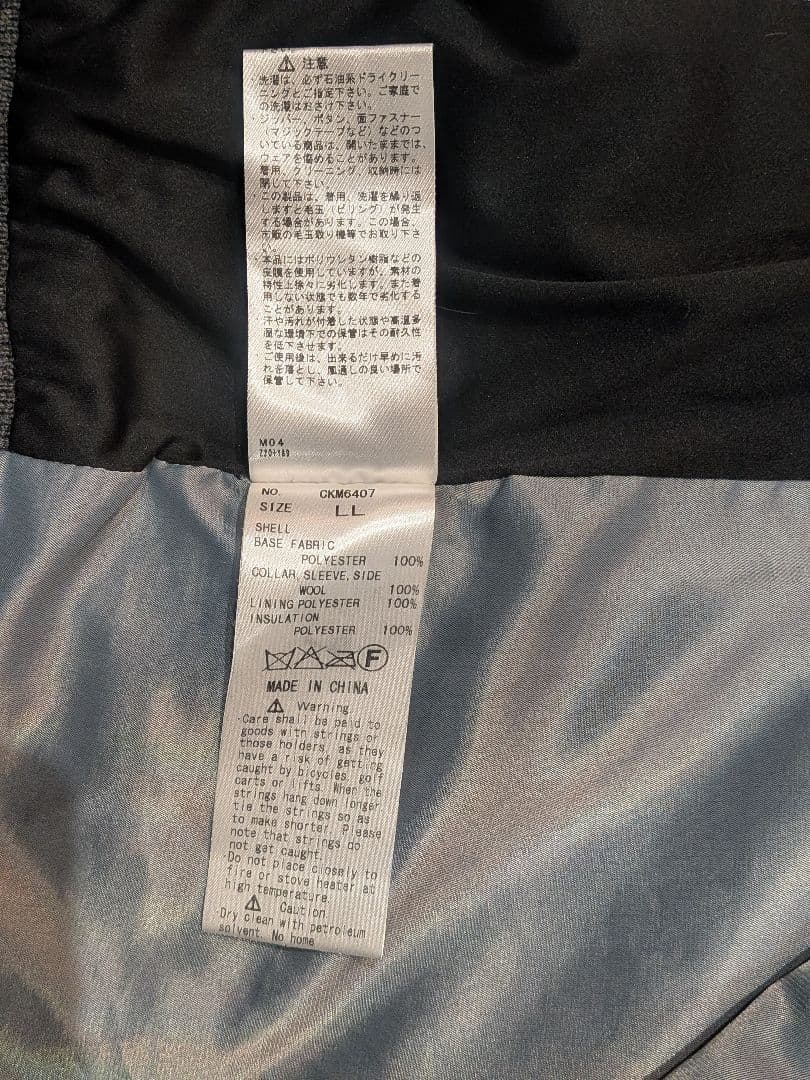 ⚠ 注意
・洗濯は、必ず石油系ドライクリー
ニングとご指定下さい。ご家庭で
の洗濯はおさけ下さい。
・ジッパー、ボタン、面ファスナー
（マジックテープなど）などのつ
いている商品は、開いたままでは、
ウェアを傷めることがあります。
着用、クリーニング、収納時には
閉じて下さい。
・この製品は、着用、洗濯を繰り返
しますと毛玉（ピリング）が発生
する場合があります。この場合、
市販の毛玉取り機等でお取り下さ
い。
・本品にはポリウレタン樹脂などの
皮膜を使用していますが、素材の
特性上徐々に劣化します。また着
用しない状態でも数年で劣化する
ことがあります。
・汗や汚れが付着した状態や高温多
湿な環境下での保管はその耐久性
を低下させます。
・ご使用後は、出来るだけ早めに汚
れを落とし、風通しの良い場所で
保管して下さい。
M04
220+169
NO. CKM6407
SIZE LL
SHELL
BASE FABRIC
POLYESTER 100%
COLLAR, SLEEVE, SIDE
WOOL 100%
LINING POLYESTER 100%
INSULATION
POLYESTER 100%
F
MADE IN CHINA
⚠ Warning
・Care shall be paid to
goods with strings or
those holders, as they
have a risk of getting
caught by bicycles, golf
carts or lifts. When the
strings hang down longer,
tie the strings so as
to make shorter. Please
note that strings do
not get caught.
・Do not place closely to
fire or stove heater at
high temperature.
⚠ Caution
Dry clean with petroleum
solvent. No home